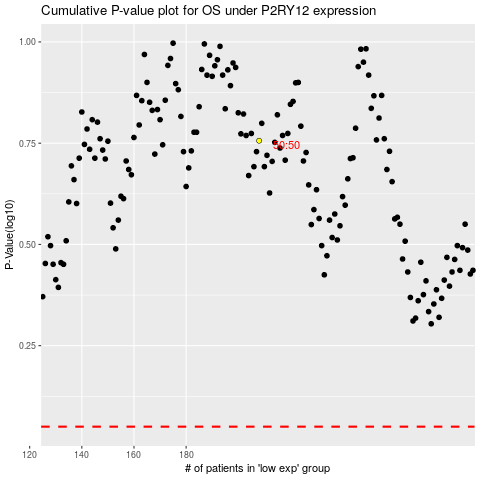 Cumulative P-value plot for OS under P2RY12 expression
P-Value(log10)
1.00
0.75
0.50
0.25
50:50
120 140 160 180
# of patients in 'low exp' group